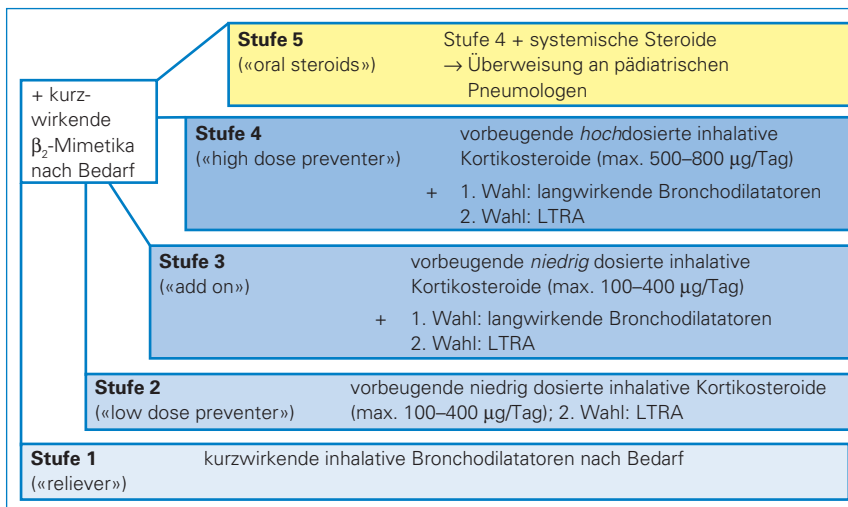 Stufe 5 Stufe 4 + systemische Steroide
(«oral steroids») → Überweisung an pädiatrischen
Pneumologen
+ kurz-
wirkende
β₂-Mimetika
nach Bedarf
Stufe 4 vorbeugende hochdosierte inhalative
(«high dose preventer») Kortikosteroide (max. 500–800 µg/Tag)
+ 1. Wahl: langwirkende Bronchodilatatoren
2. Wahl: LTRA
Stufe 3 vorbeugende niedrig dosierte inhalative
(«add on») Kortikosteroide (max. 100–400 µg/Tag)
+ 1. Wahl: langwirkende Bronchodilatatoren
2. Wahl: LTRA
Stufe 2 vorbeugende niedrig dosierte inhalative Kortikosteroide
(«low dose preventer») (max. 100–400 µg/Tag); 2. Wahl: LTRA
Stufe 1 kurzwirkende inhalative Bronchodilatatoren nach Bedarf
(«reliever»)